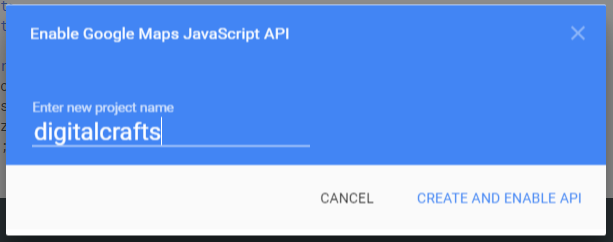 Enable Google Maps JavaScript API
Enter new project name
digitalcrafts
CANCEL CREATE AND ENABLE API